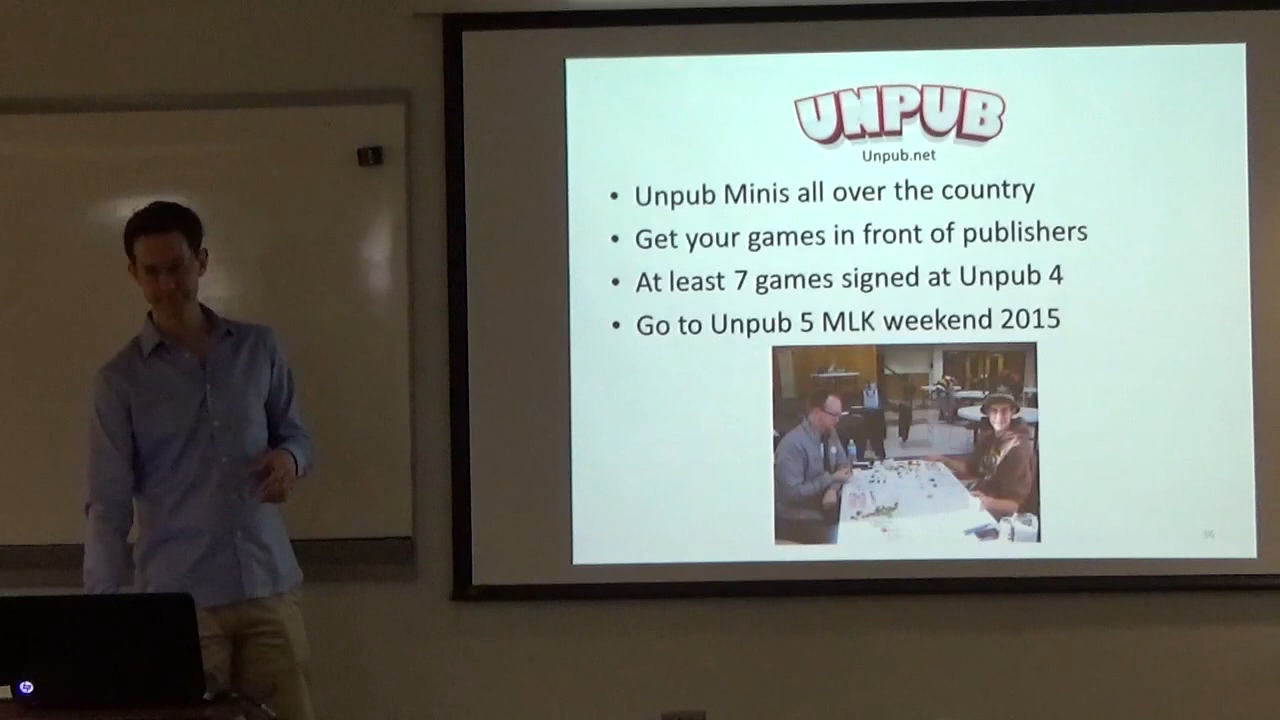 UNPUB
Unpub.net
• Unpub Minis all over the country
• Get your games in front of publishers
• At least 7 games signed at Unpub 4
• Go to Unpub 5 MLK weekend 2015
hp